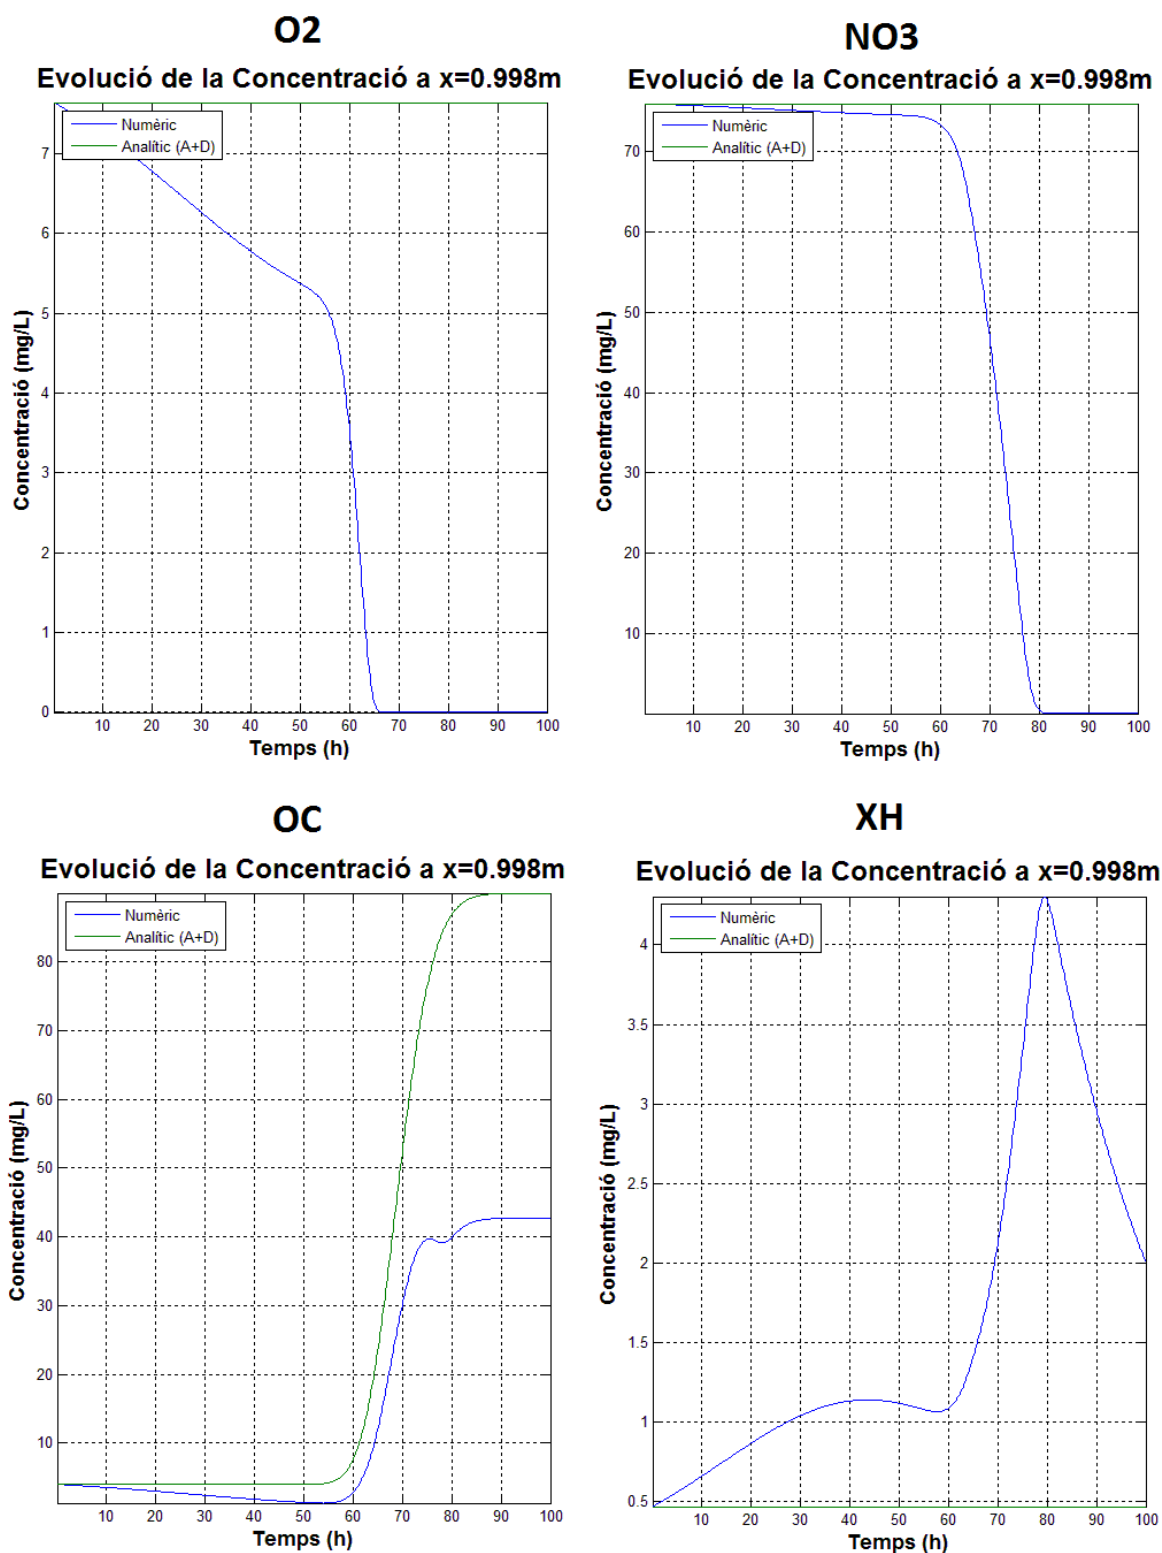 O2
Evolució de la Concentració a x=0.998m
Numèric
Analític (A+D)
7
6
5
4
3
2
1
0
Concentració (mg/L)
10 20 30 40 50 60 70 80 90 100
Temps (h)
NO3
Evolució de la Concentració a x=0.998m
Numèric
Analític (A+D)
70
60
50
40
30
20
10
Concentració (mg/L)
10 20 30 40 50 60 70 80 90 100
Temps (h)
OC
Evolució de la Concentració a x=0.998m
Numèric
Analític (A+D)
80
70
60
50
40
30
20
10
Concentració (mg/L)
10 20 30 40 50 60 70 80 90 100
Temps (h)
XH
Evolució de la Concentració a x=0.998m
Numèric
Analític (A+D)
4
3.5
3
2.5
2
1.5
1
0.5
Concentració (mg/L)
10 20 30 40 50 60 70 80 90 100
Temps (h)